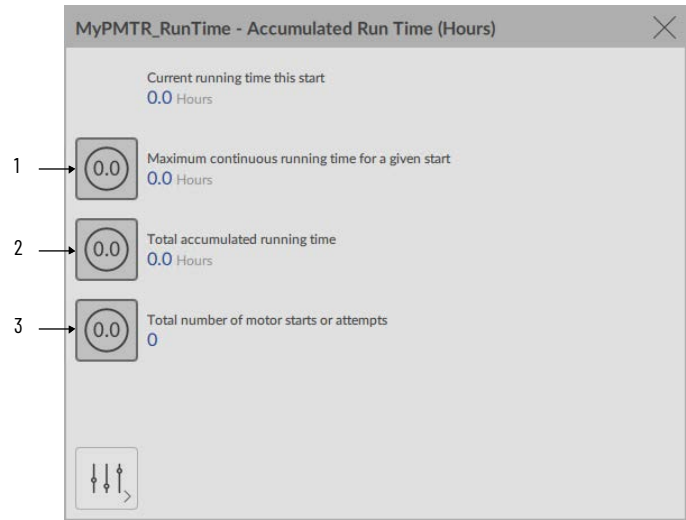 MyPMTR_RunTime - Accumulated Run Time (Hours)
Current running time this start
0.0 Hours
1
(0.0)
Maximum continuous running time for a given start
0.0 Hours
2
(0.0)
Total accumulated running time
0.0 Hours
3
(0.0)
Total number of motor starts or attempts
0